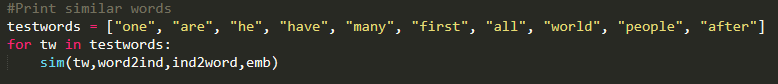 #Print similar words
testwords = ["one", "are", "he", "have", "many", "first", "all", "world", "people", "after"]
for tw in testwords:
    sim(tw,word2ind,ind2word,emb)